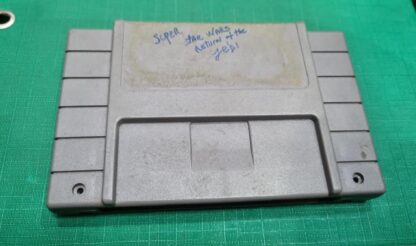 Super
Star Wars
Return of the
Jedi